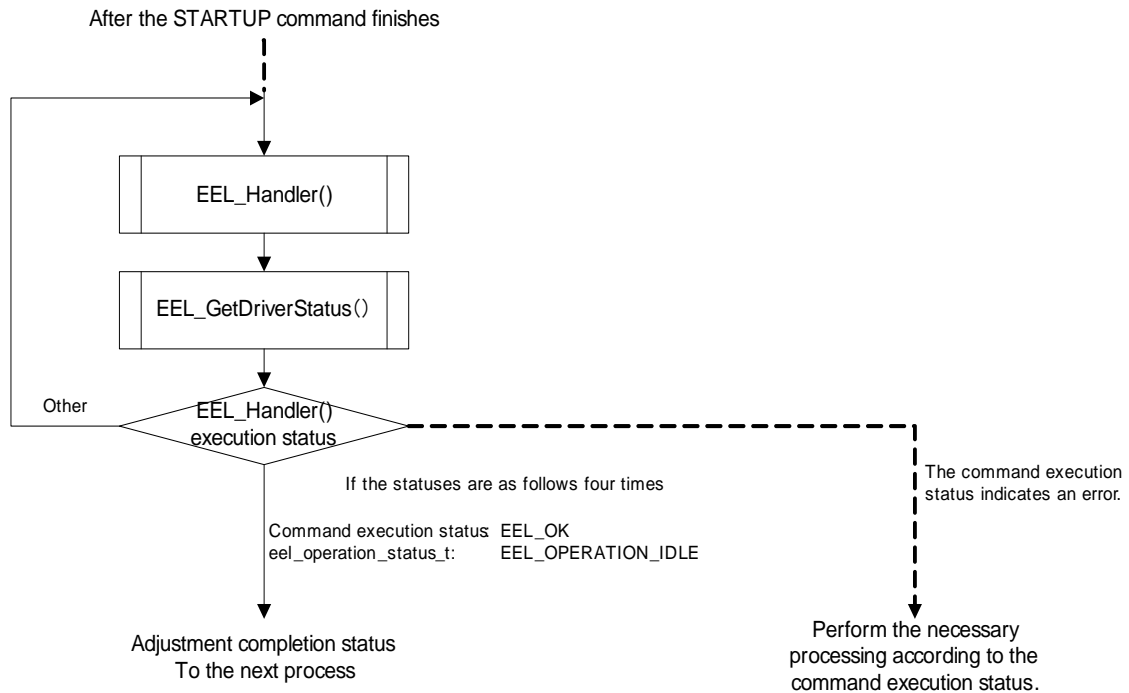 After the STARTUP command finishes
EEL_Handler()
EEL_GetDriverStatus()
Other
EEL_Handler()
execution status
If the statuses are as follows four times
The command execution
status indicates an error.
Command execution status: EEL_OK
eel_operation_status_t: EEL_OPERATION_IDLE
Adjustment completion status
To the next process
Perform the necessary
processing according to the
command execution status.